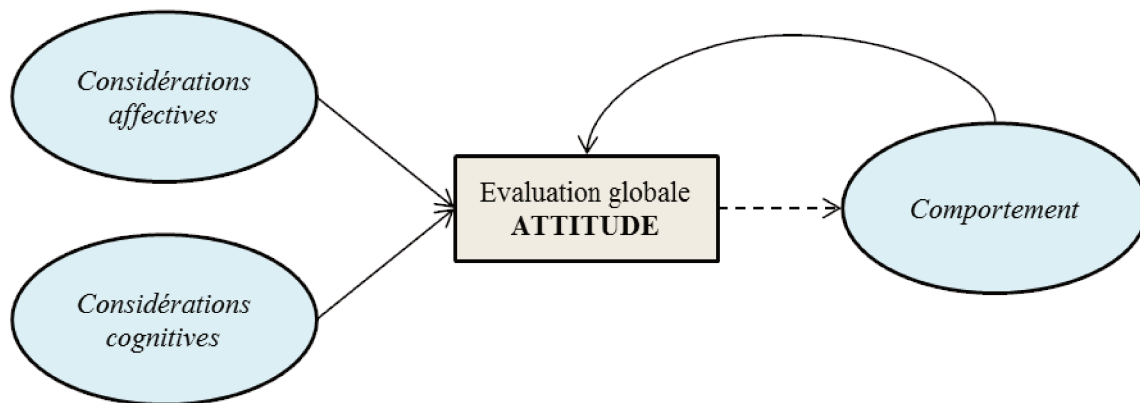 Considérations
affectives
Evaluation globale
ATTITUDE
Comportement
Considérations
cognitives